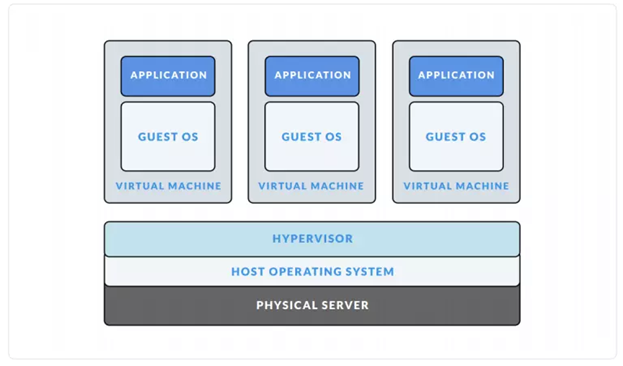 APPLICATION APPLICATION APPLICATION
GUEST OS GUEST OS GUEST OS
VIRTUAL MACHINE VIRTUAL MACHINE VIRTUAL MACHINE
HYPERVISOR
HOST OPERATING SYSTEM
PHYSICAL SERVER